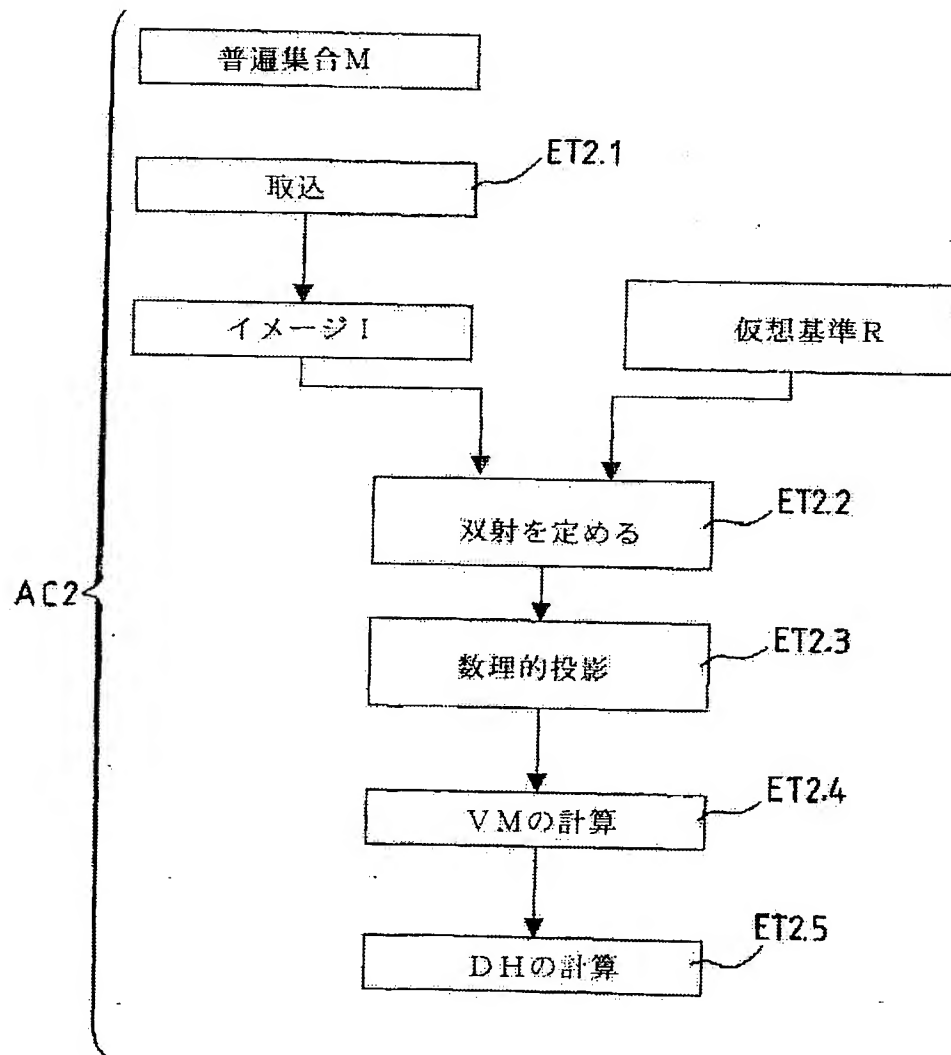 普遍集合M
ET2.1
取込
イメージI
仮想基準R
ET2.2
双射を定める
AC2
ET2.3
数理的投影
ET2.4
VMの計算
ET2.5
DHの計算